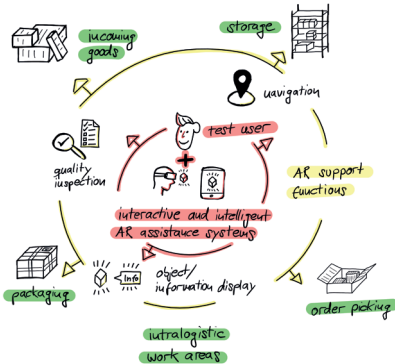 incoming
goods
storage
navigation
test user
quality
inspection
AR support
functions
interactive and intelligent
AR assistance systems
object/
information display
Info
packaging
order picking
intralogistic
work areas